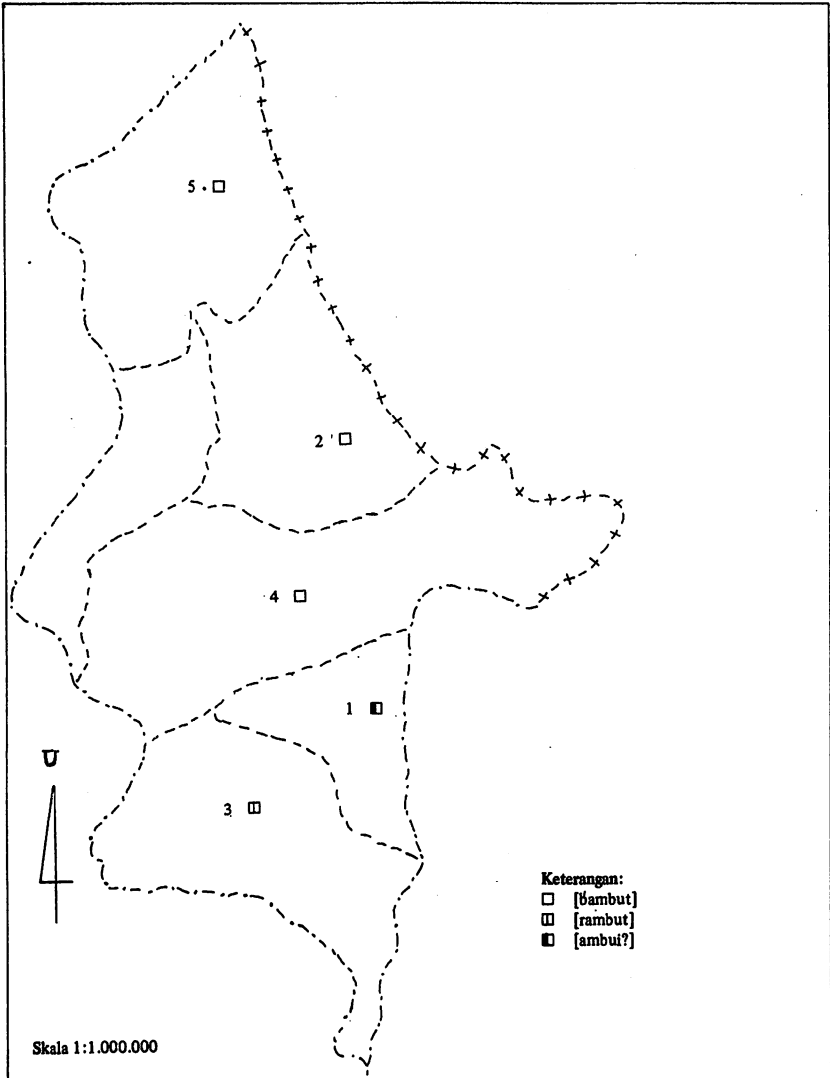 5
2
4
1
3
U
Keterangan:
□ [ɓambut]
◫ [rambut]
◧ [ambui?]
Skala 1:1.000.000